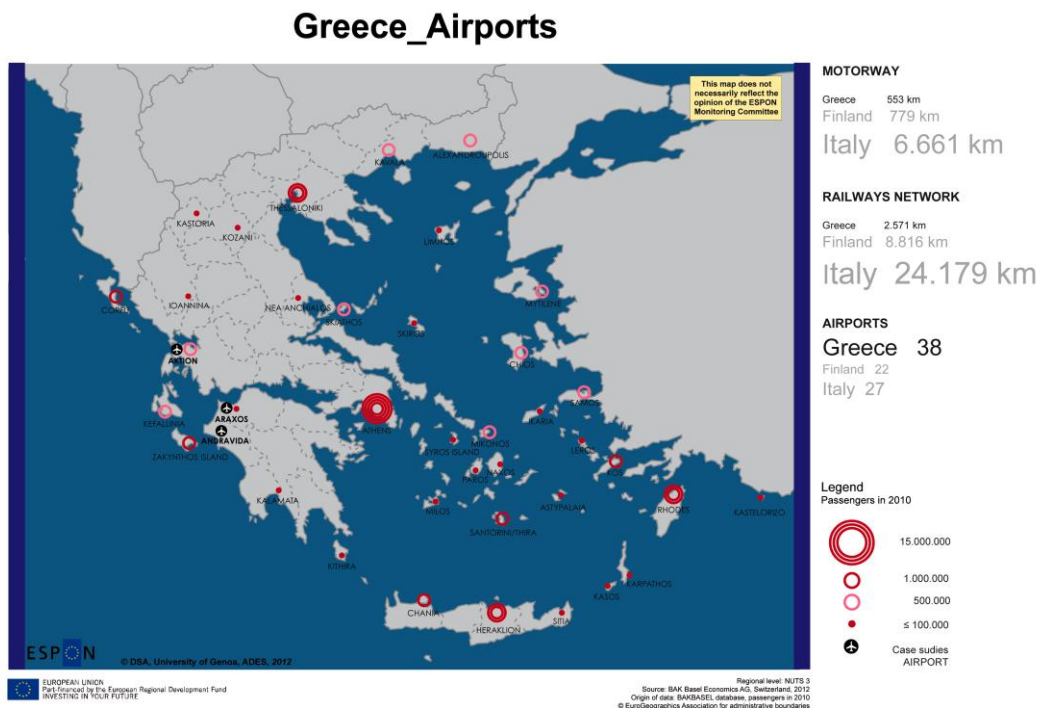 Greece_Airports
This map does not
necessarily reflect the
opinion of the ESPON
Monitoring Committee
KAVALA
ALEXANDROUPOLIS
THESSALONIKI
KASTORIA
KOZANI
LIMNOS
CORFU
IOANNINA
NEA ANCHIALOS
SKIATHOS
MYTILENE
SKIROS
AKTION
CHIOS
KEFALLINIA
ARAXOS
ATHENS
SAMOS
IKARIA
ANDRAVIDA
ZAKYNTHOS ISLAND
SYROS ISLAND
MIKONOS
LEROS
PAROS
NAXOS
KOS
KALAMATA
MILOS
ASTYPALAIA
RHODES
KASTELORIZO
SANTORINI/THIRA
KITHIRA
KARPATHOS
KASOS
CHANIA
HERAKLION
SITIA
ESPON
© DSA, University of Genoa, ADES, 2012
EUROPEAN UNION
Part-financed by the European Regional Development Fund
INVESTING IN YOUR FUTURE
Regional level: NUTS 3
Source: BAK Basel Economics AG, Switzerland, 2012
Origin of data: BAKBASEL database, passengers in 2010
© EuroGeographics Association for administrative boundaries
MOTORWAY
Greece 553 km
Finland 779 km
Italy 6.661 km
RAILWAYS NETWORK
Greece 2.571 km
Finland 8.816 km
Italy 24.179 km
AIRPORTS
Greece 38
Finland 22
Italy 27
Legend
Passengers in 2010
15.000.000
1.000.000
500.000
≤ 100.000
Case sudies
AIRPORT